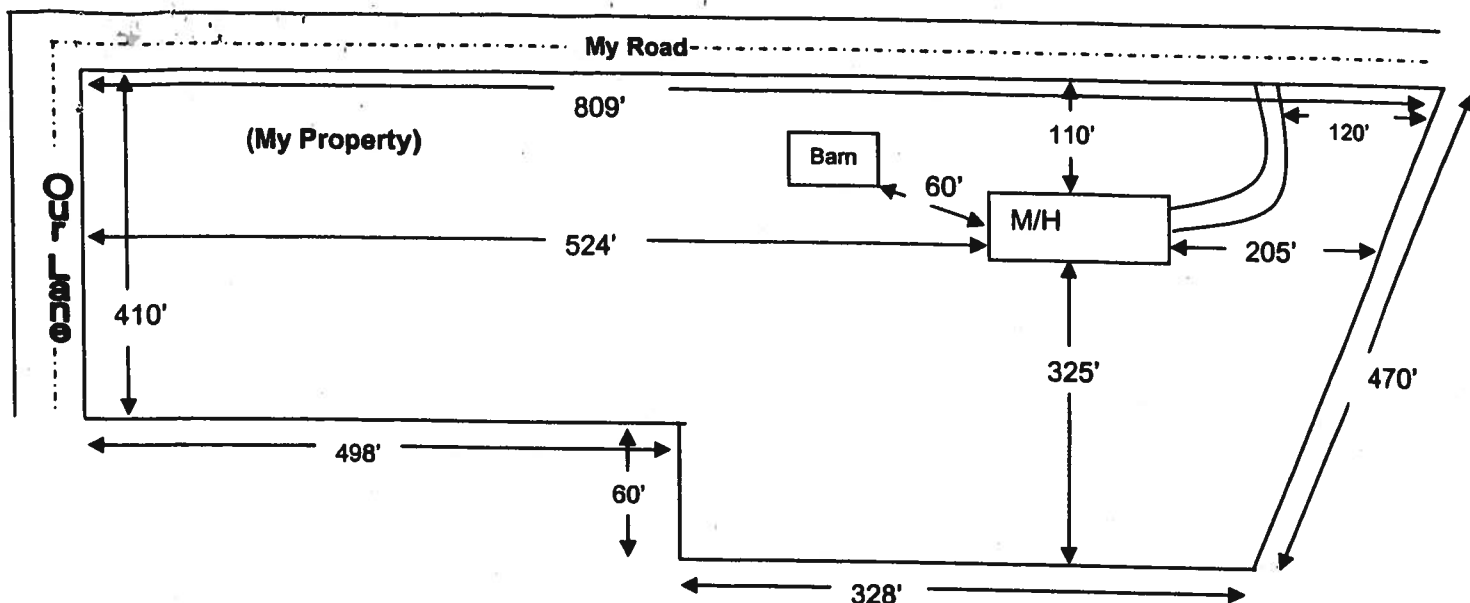 My Road
809'
(My Property)
110'
120'
Barn
60'
M/H
Our Lane
524'
205'
410'
325'
470'
498'
60'
328'